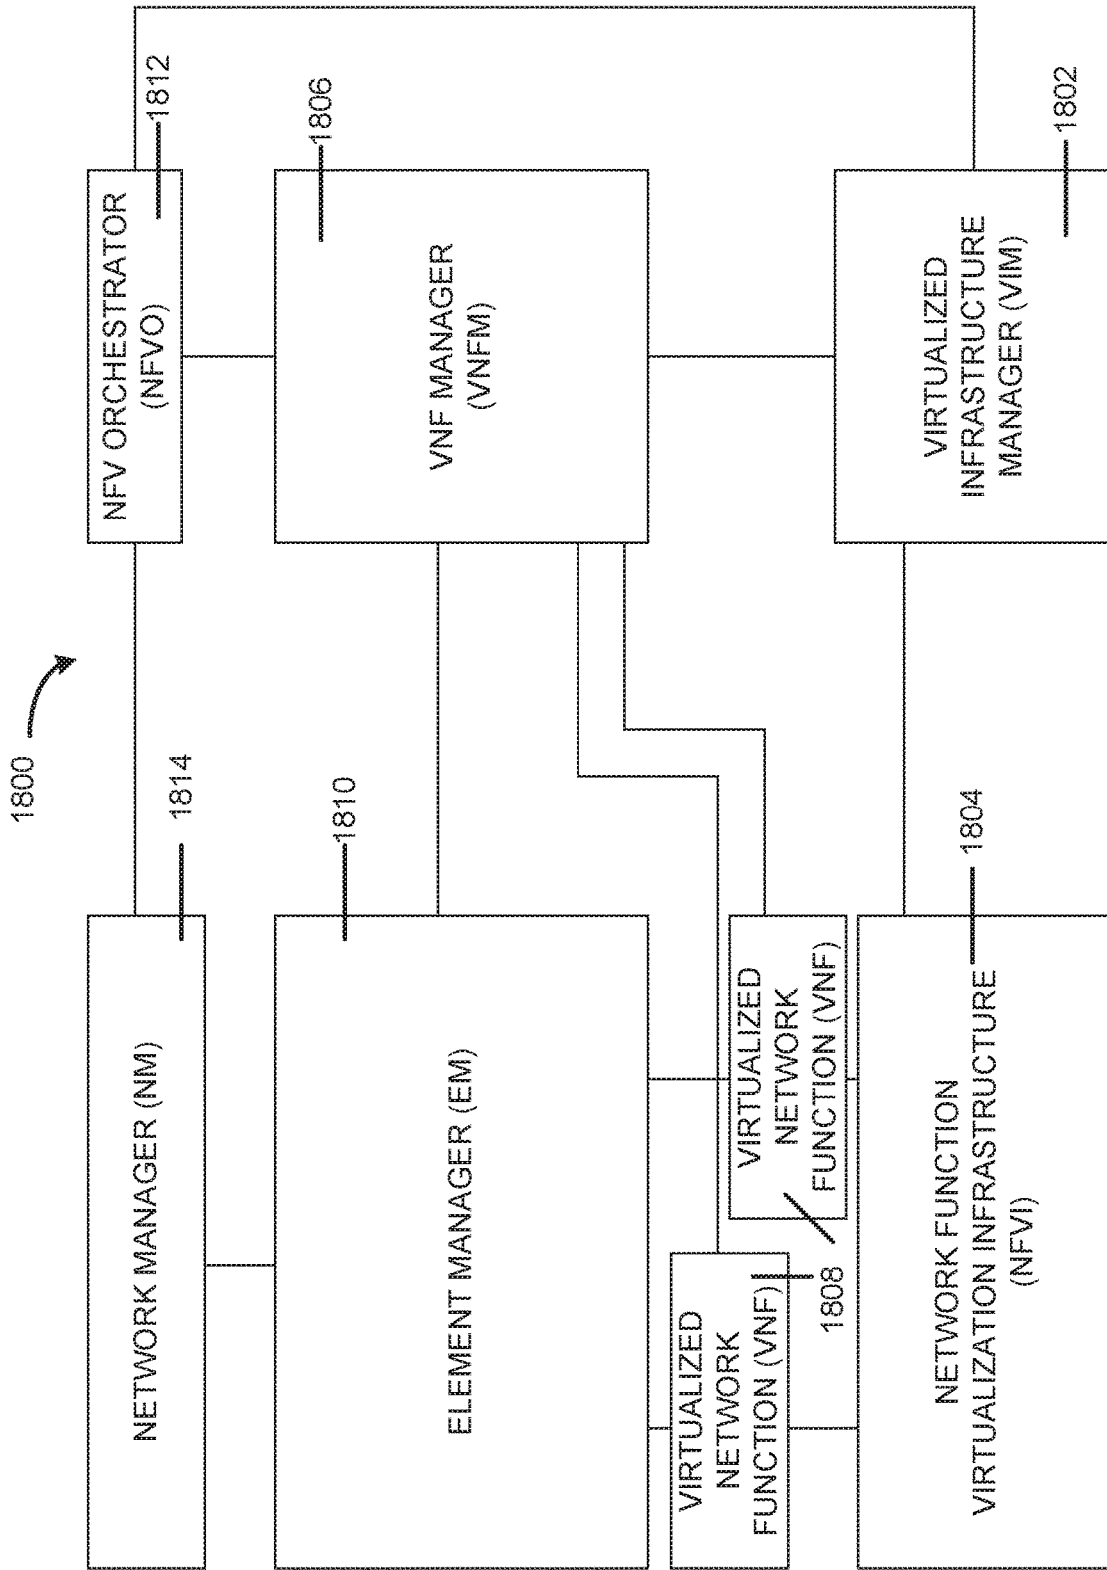 1800
NETWORK MANAGER (NM)
1814
NFV ORCHESTRATOR
(NFVO)
1812
ELEMENT MANAGER (EM)
1810
VNF MANAGER
(VNFM)
1806
VIRTUALIZED
NETWORK
FUNCTION (VNF)
VIRTUALIZED
NETWORK
FUNCTION (VNF)
1808
NETWORK FUNCTION
VIRTUALIZATION INFRASTRUCTURE
(NFVI)
1804
VIRTUALIZED
INFRASTRUCTURE
MANAGER (VIM)
1802